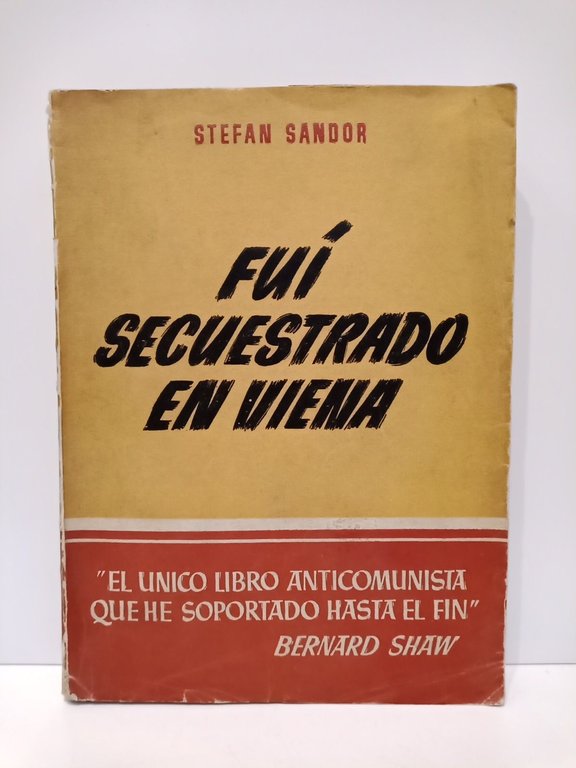 STEFAN SANDOR
FUÍ
SECUESTRADO
EN VIENA
"EL UNICO LIBRO ANTICOMUNISTA
QUE HE SOPORTADO HASTA EL FIN"
BERNARD SHAW